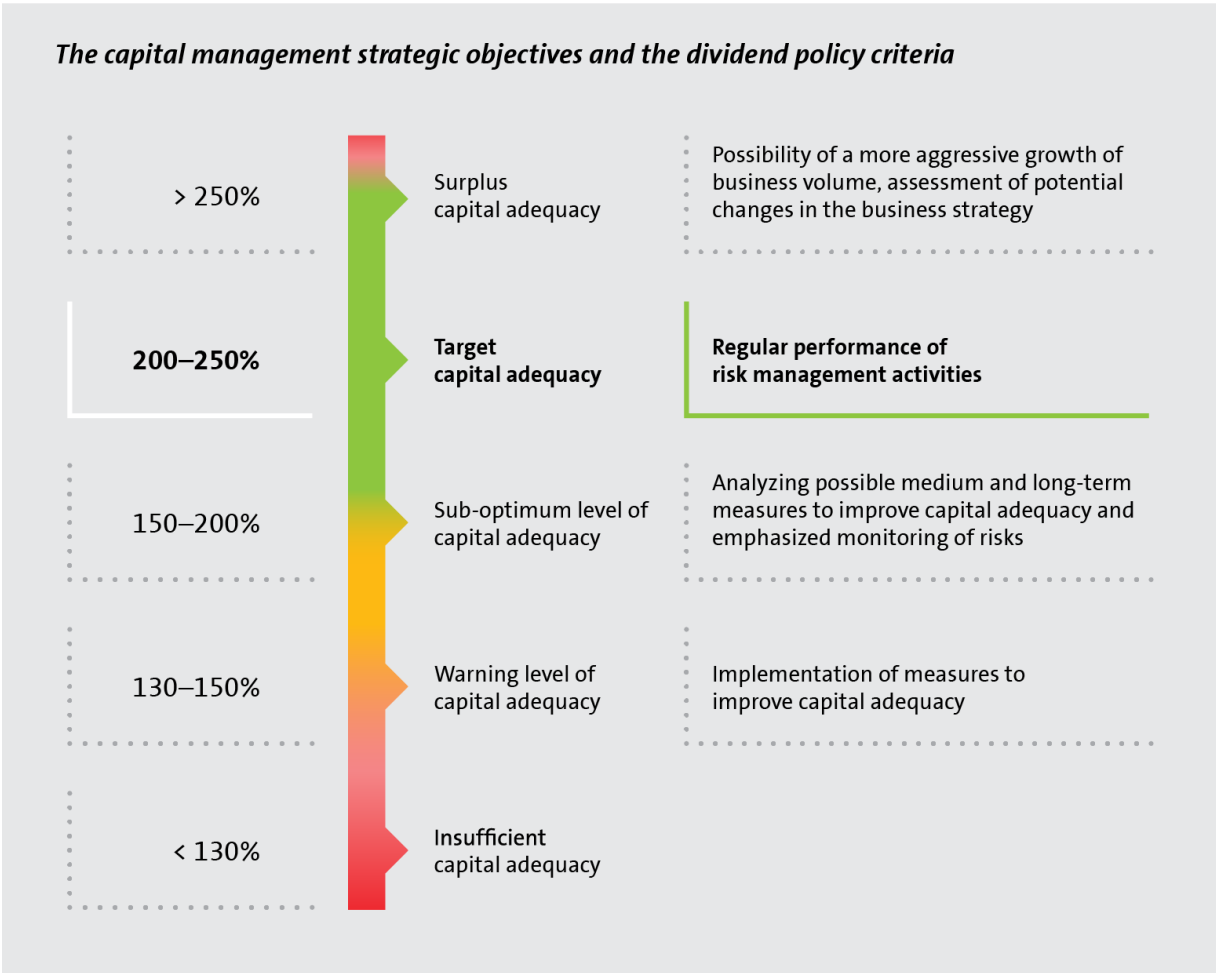 The capital management strategic objectives and the dividend policy criteria
> 250%
Surplus
capital adequacy
Possibility of a more aggressive growth of
business volume, assessment of potential
changes in the business strategy
200–250%
Target
capital adequacy
Regular performance of
risk management activities
150–200%
Sub-optimum level of
capital adequacy
Analyzing possible medium and long-term
measures to improve capital adequacy and
emphasized monitoring of risks
130–150%
Warning level of
capital adequacy
Implementation of measures to
improve capital adequacy
< 130%
Insufficient
capital adequacy